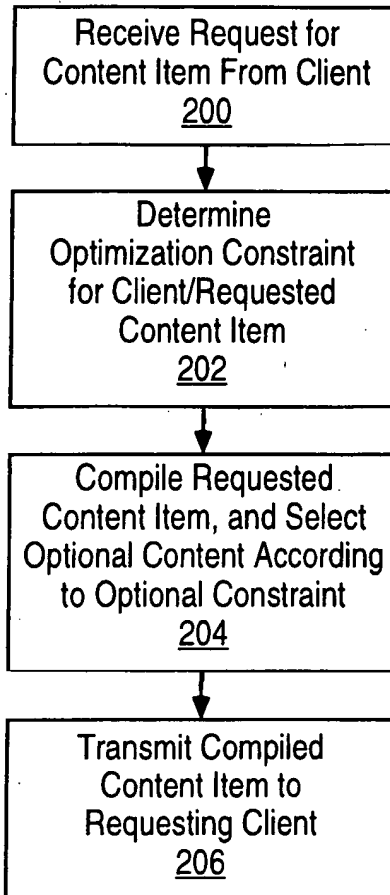 Receive Request for
Content Item From Client
200
Determine
Optimization Constraint
for Client/Requested
Content Item
202
Compile Requested
Content Item, and Select
Optional Content According
to Optional Constraint
204
Transmit Compiled
Content Item to
Requesting Client
206